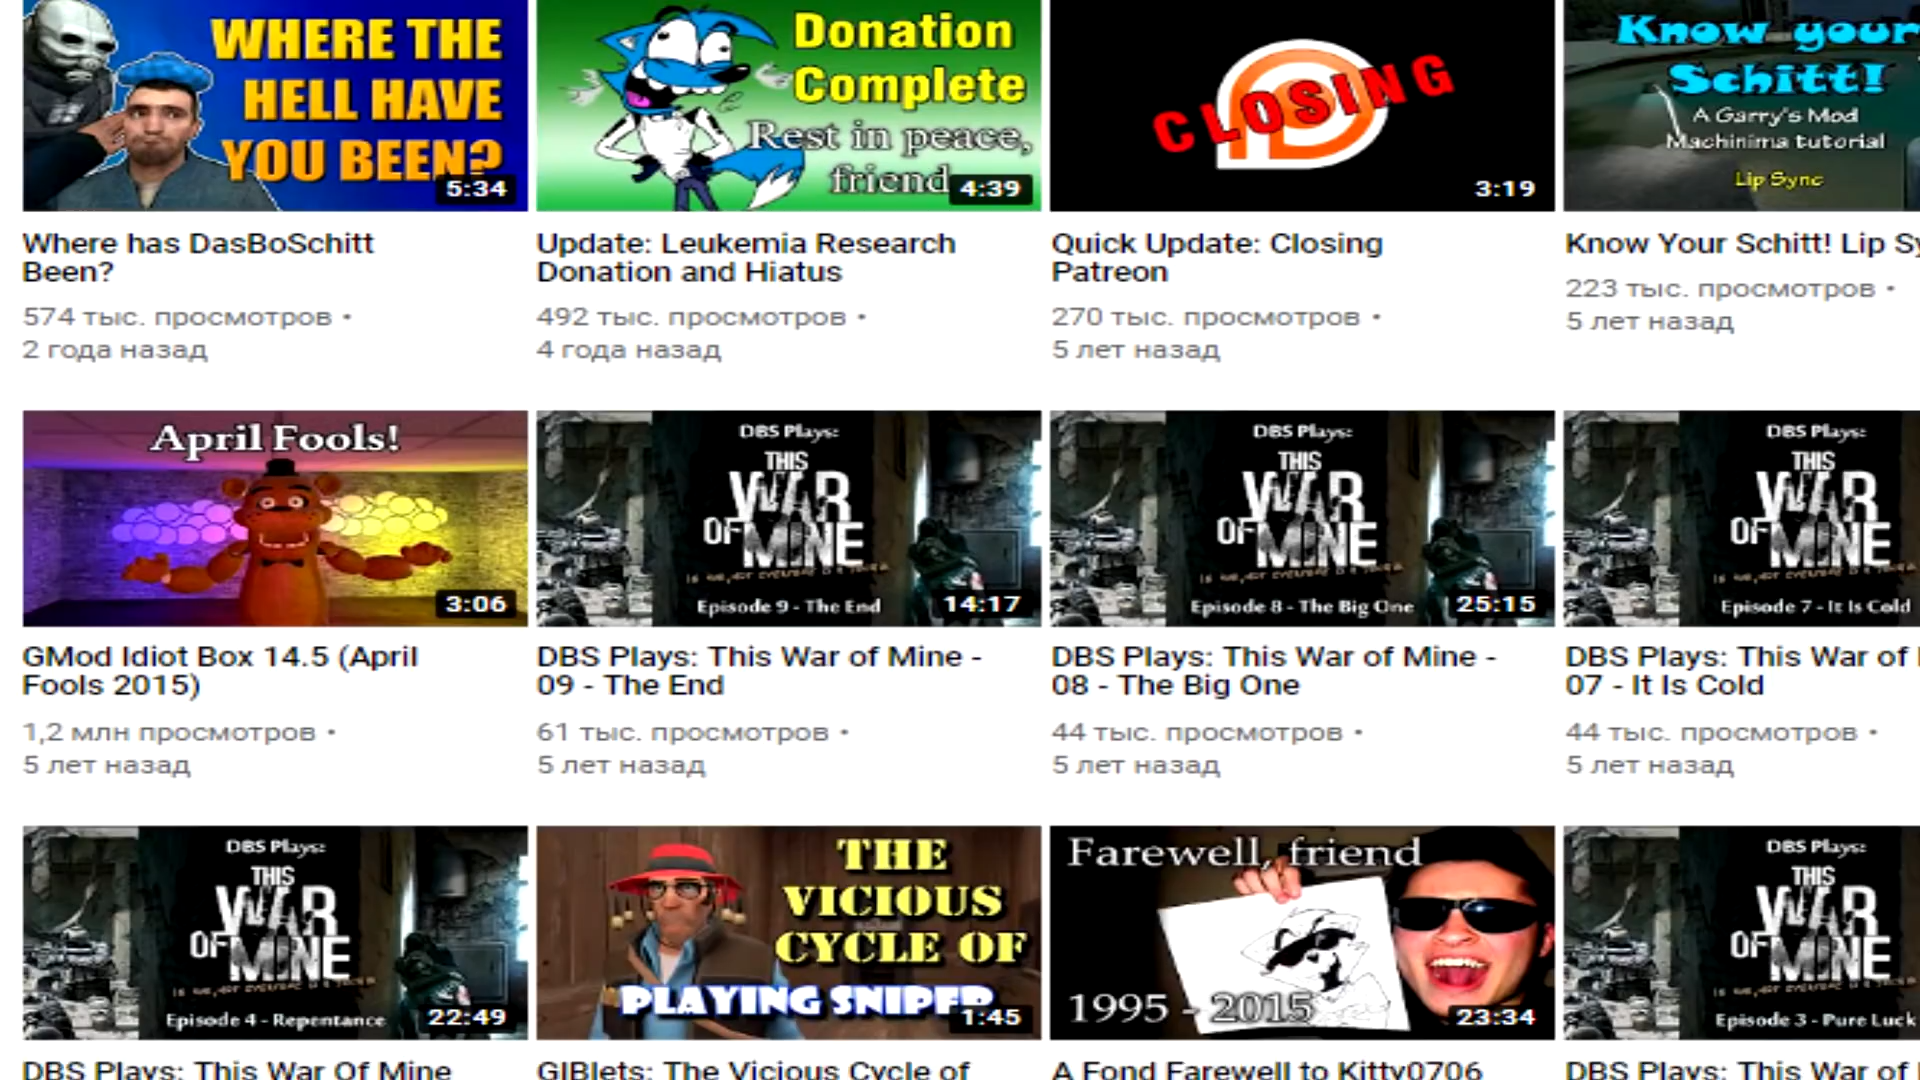 WHERE THE
HELL HAVE
YOU BEEN?
5:34
Donation
Complete
Rest in peace,
friend
4:39
CLOSING
3:19
Know your
Schitt!
A Garry's Mod
Machinima tutorial
Lip Sync
Where has DasBoSchitt
Been?
574 тыс. просмотров •
2 года назад
Update: Leukemia Research
Donation and Hiatus
492 тыс. просмотров •
4 года назад
Quick Update: Closing
Patreon
270 тыс. просмотров •
5 лет назад
Know Your Schitt! Lip Sy
223 тыс. просмотров •
5 лет назад
April Fools!
3:06
DBS Plays:
THIS
WAR
OF MINE
Episode 9 - The End
14:17
DBS Plays:
THIS
WAR
OF MINE
Episode 8 - The Big One
25:15
DBS Plays:
THIS
WAR
OF MINE
Episode 7 - It Is Cold
GMod Idiot Box 14.5 (April
Fools 2015)
1,2 млн просмотров •
5 лет назад
DBS Plays: This War of Mine -
09 - The End
61 тыс. просмотров •
5 лет назад
DBS Plays: This War of Mine -
08 - The Big One
44 тыс. просмотров •
5 лет назад
DBS Plays: This War of
07 - It Is Cold
44 тыс. просмотров •
5 лет назад
DBS Plays:
THIS
WAR
OF MINE
Episode 4 - Repentance
22:49
THE
VICIOUS
CYCLE OF
PLAYING SNIPER
1:45
Farewell, friend
1995 - 2015
23:34
DBS Plays:
THIS
WAR
OF MINE
Episode 3 - Pure Luck
DBS Plays: This War Of Mine
GIBlets: The Vicious Cycle of
A Fond Farewell to Kitty0706
DBS Plays: This War of